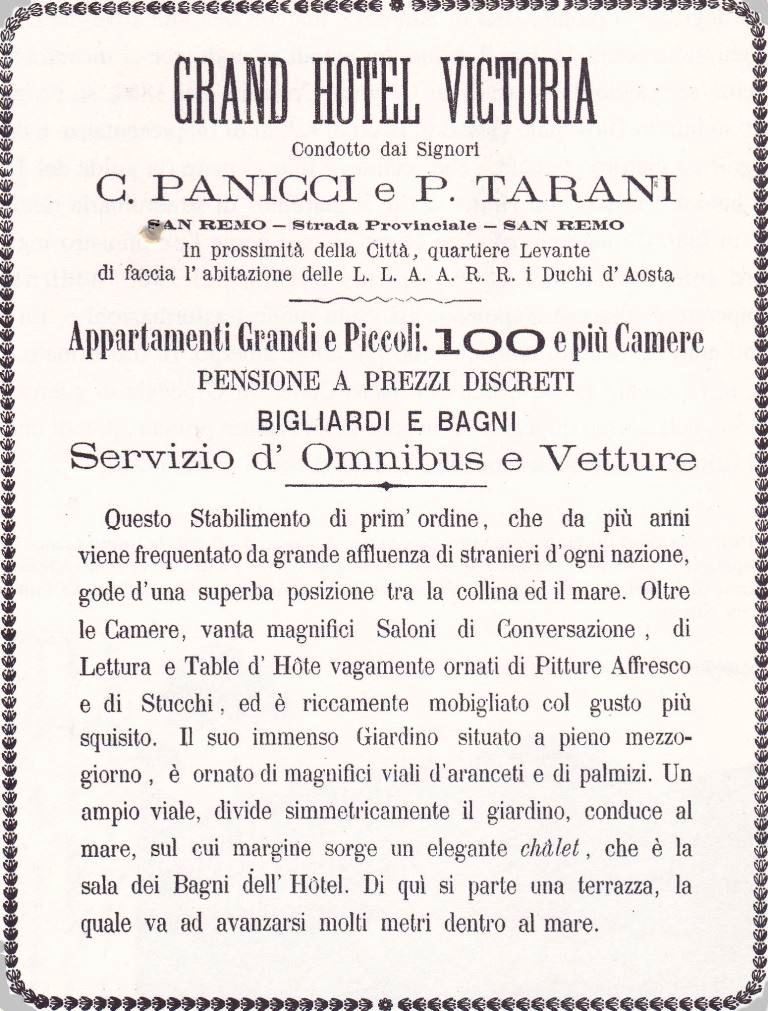 GRAND HOTEL VICTORIA
Condotto dai Signori
C. PANICCI e P. TARANI
SAN REMO – Strada Provinciale – SAN REMO
In prossimità della Città, quartiere Levante
di faccia l' abitazione delle L. L. A. A. R. R. i Duchi d' Aosta
Appartamenti Grandi e Piccoli. 100 e più Camere
PENSIONE A PREZZI DISCRETI
BIGLIARDI E BAGNI
Servizio d' Omnibus e Vetture
Questo Stabilimento di prim' ordine, che da più anni
viene frequentato da grande affluenza di stranieri d'ogni nazione,
gode d'una superba posizione tra la collina ed il mare. Oltre
le Camere, vanta magnifici Saloni di Conversazione, di
Lettura e Table d' Hôte vagamente ornati di Pitture Affresco
e di Stucchi, ed è riccamente mobigliato col gusto più
squisito. Il suo immenso Giardino situato a pieno mezzo-
giorno, è ornato di magnifici viali d'aranceti e di palmizi. Un
ampio viale, divide simmetricamente il giardino, conduce al
mare, sul cui margine sorge un elegante châlet, che è la
sala dei Bagni dell' Hôtel. Di quì si parte una terrazza, la
quale va ad avanzarsi molti metri dentro al mare.